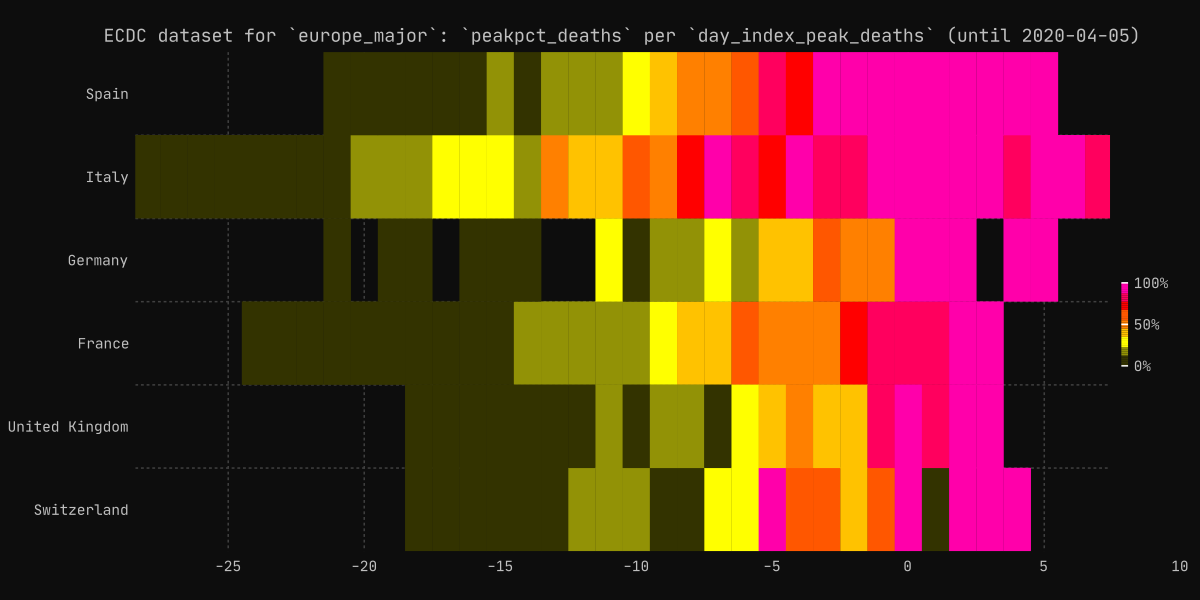 ECDC dataset for `europe_major`: `peakpct_deaths` per `day_index_peak_deaths` (until 2020-04-05)
Spain
Italy
Germany
France
United Kingdom
Switzerland
100%
50%
0%
-25 -20 -15 -10 -5 0 5 10